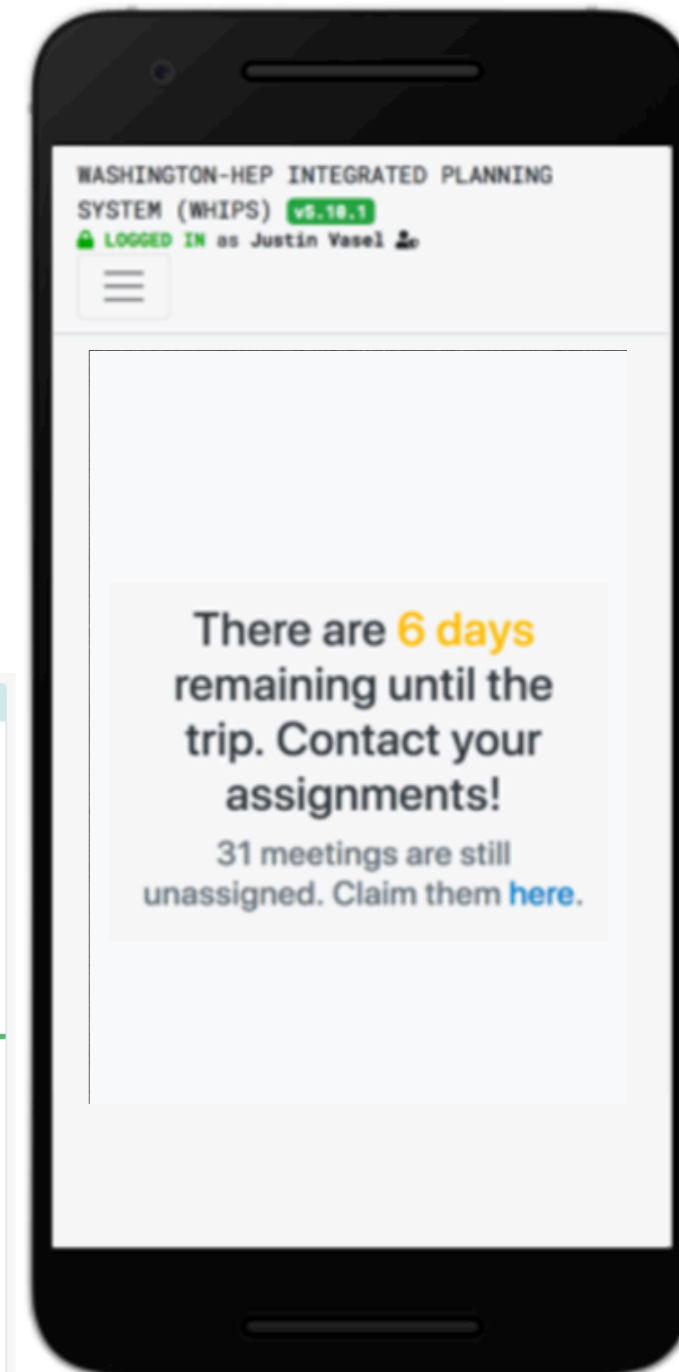 WASHINGTON-HEP INTEGRATED PLANNING
SYSTEM (WHIPS) v5.10.1
LOGGED IN as Justin Vasel
There are 6 days
remaining until the
trip. Contact your
assignments!
31 meetings are still
unassigned. Claim them here.